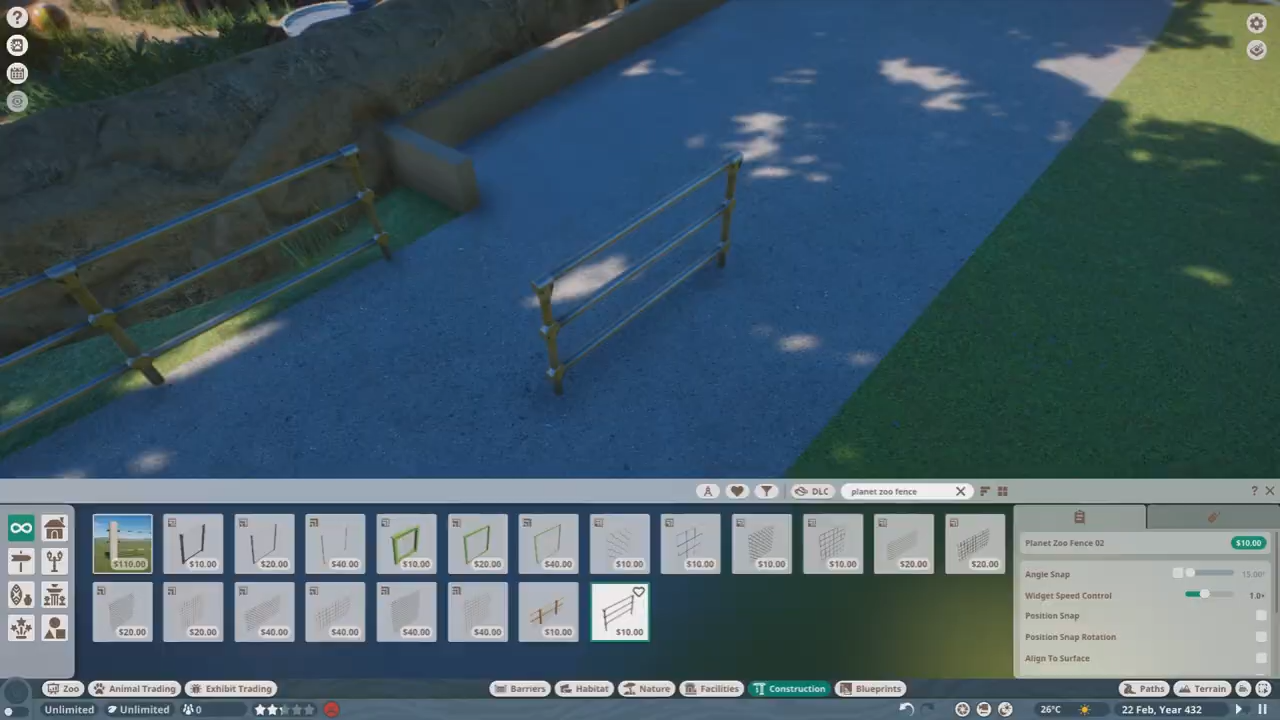 ?
DLC
planet zoo fence
?
$110.00 $10.00 $20.00 $40.00 $10.00 $20.00 $40.00 $10.00 $10.00 $10.00 $10.00 $20.00 $20.00
$20.00 $20.00 $40.00 $40.00 $40.00 $40.00 $10.00 $10.00
Planet Zoo Fence 02 $10.00
Angle Snap 15.00°
Widget Speed Control 1.0×
Position Snap
Position Snap Rotation
Align To Surface
Zoo Animal Trading Exhibit Trading Barriers Habitat Nature Facilities Construction Blueprints Paths Terrain
Unlimited Unlimited 0 26°C 22 Feb, Year 432